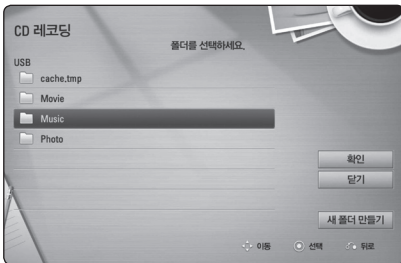 CD 레코딩
폴더를 선택하세요.
USB
cache.tmp
Movie
Music
Photo
확인
닫기
새 폴더 만들기
이동 선택 뒤로